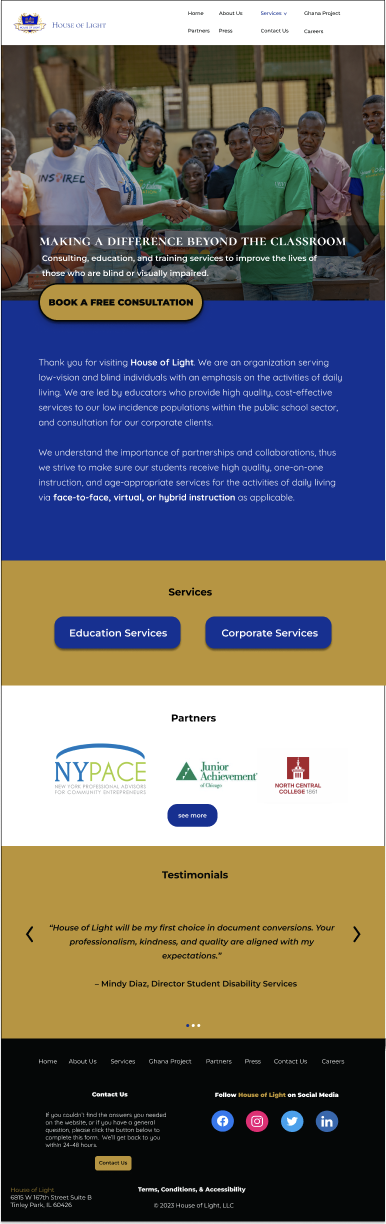 House of Light
Home About Us Services Ghana Project
Partners Press Contact Us Careers
INSPIRED
MAKING A DIFFERENCE BEYOND THE CLASSROOM
Consulting, education, and training services to improve the lives of
those who are blind or visually impaired.
BOOK A FREE CONSULTATION
Thank you for visiting House of Light. We are an organization serving
low-vision and blind individuals with an emphasis on the activities of daily
living. We are led by educators who provide high quality, cost-effective
services to our low incidence populations within the public school sector,
and consultation for our corporate clients.
We understand the importance of partnerships and collaborations, thus
we strive to make sure our students receive high quality, one-on-one
instruction, and age-appropriate services for the activities of daily living
via face-to-face, virtual, or hybrid instruction as applicable.
Services
Education Services Corporate Services
Partners
NYPACE
NEW YORK PROFESSIONAL ADVISORS
FOR COMMUNITY ENTREPRENEURS
Junior
Achievement®
of Chicago
NORTH CENTRAL
COLLEGE 1861
see more
Testimonials
“House of Light will be my first choice in document conversions. Your
professionalism, kindness, and quality are aligned with my
expectations.”
– Mindy Diaz, Director Student Disability Services
Home About Us Services Ghana Project Partners Press Contact Us Careers
Contact Us
If you couldn't find the answers you needed
on the website, or if you have a general
question, please click the button below to
complete this form. We'll get back to you
within 24-48 hours.
Contact Us
Follow House of Light on Social Media
House of Light
6815 W 167th Street Suite B
Tinley Park, IL 60426
Terms, Conditions, & Accessibility
© 2023 House of Light, LLC